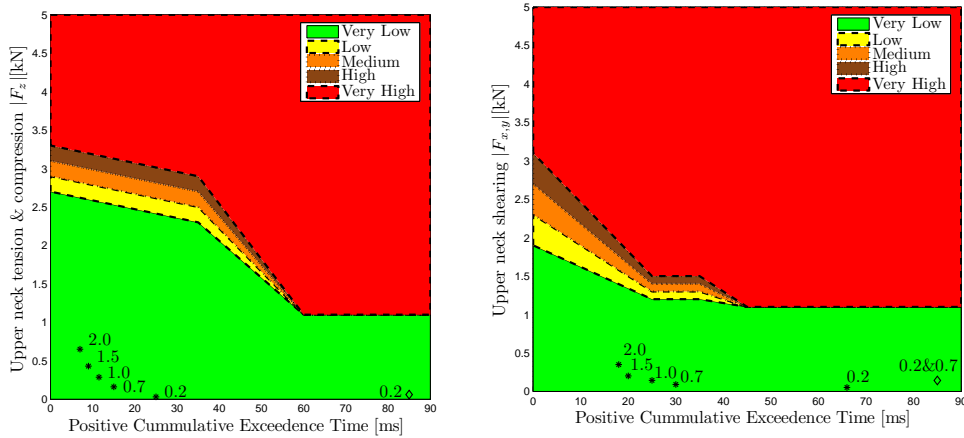 5
4.5
4
3.5
3
2.5
2
1.5
1
0.5
0
Upper neck tension & compression |F_z|[kN]
Very Low
Low
Medium
High
Very High
2.0
1.5
1.0
0.7
0.2
0.2
0 10 20 30 40 50 60 70 80 90
Positive Cummulative Exceedence Time [ms]
5
4.5
4
3.5
3
2.5
2
1.5
1
0.5
0
Upper neck shearing |F_{x,y}|[kN]
Very Low
Low
Medium
High
Very High
2.0
1.5
1.0
0.7
0.2
0.2&0.7
0 10 20 30 40 50 60 70 80 90
Positive Cummulative Exceedence Time [ms]